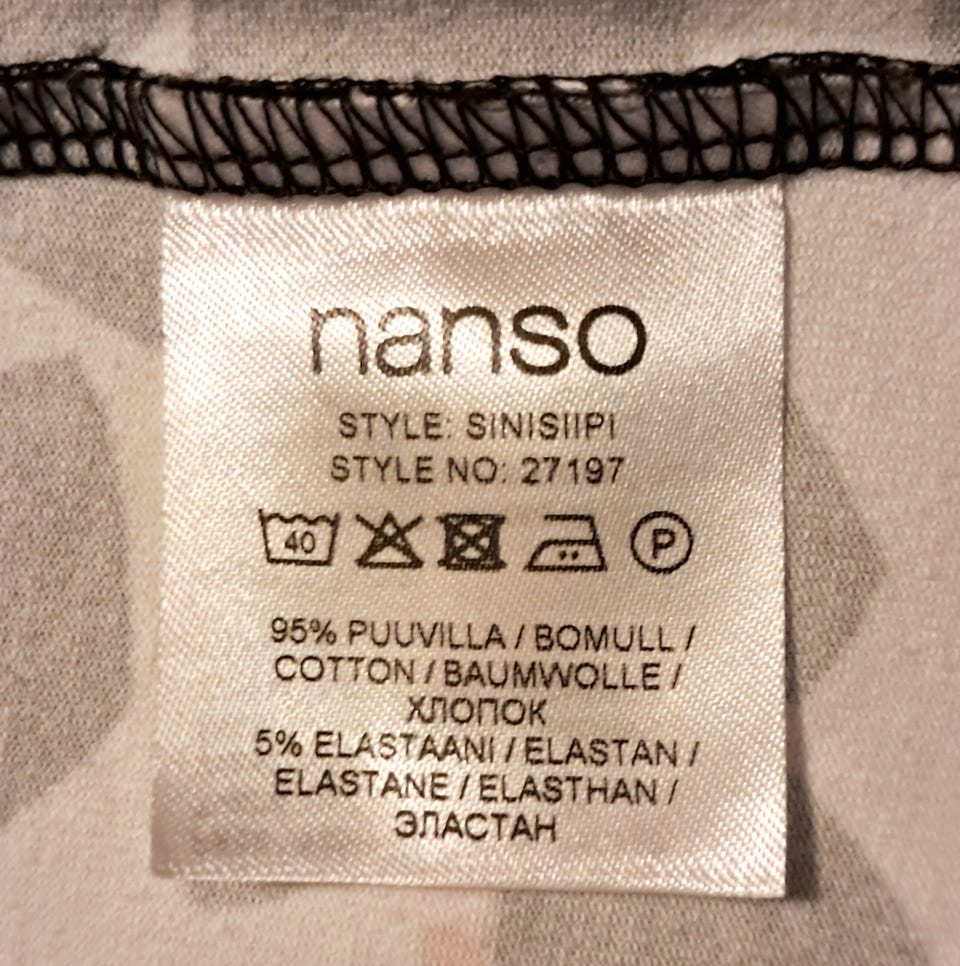 nanso
STYLE: SINISIIPI
STYLE NO: 27197
40 P
95% PUUVILLA / BOMULL /
COTTON / BAUMWOLLE /
ХЛОПОК
5% ELASTAANI / ELASTAN /
ELASTANE / ELASTHAN /
ЭЛАСТАН